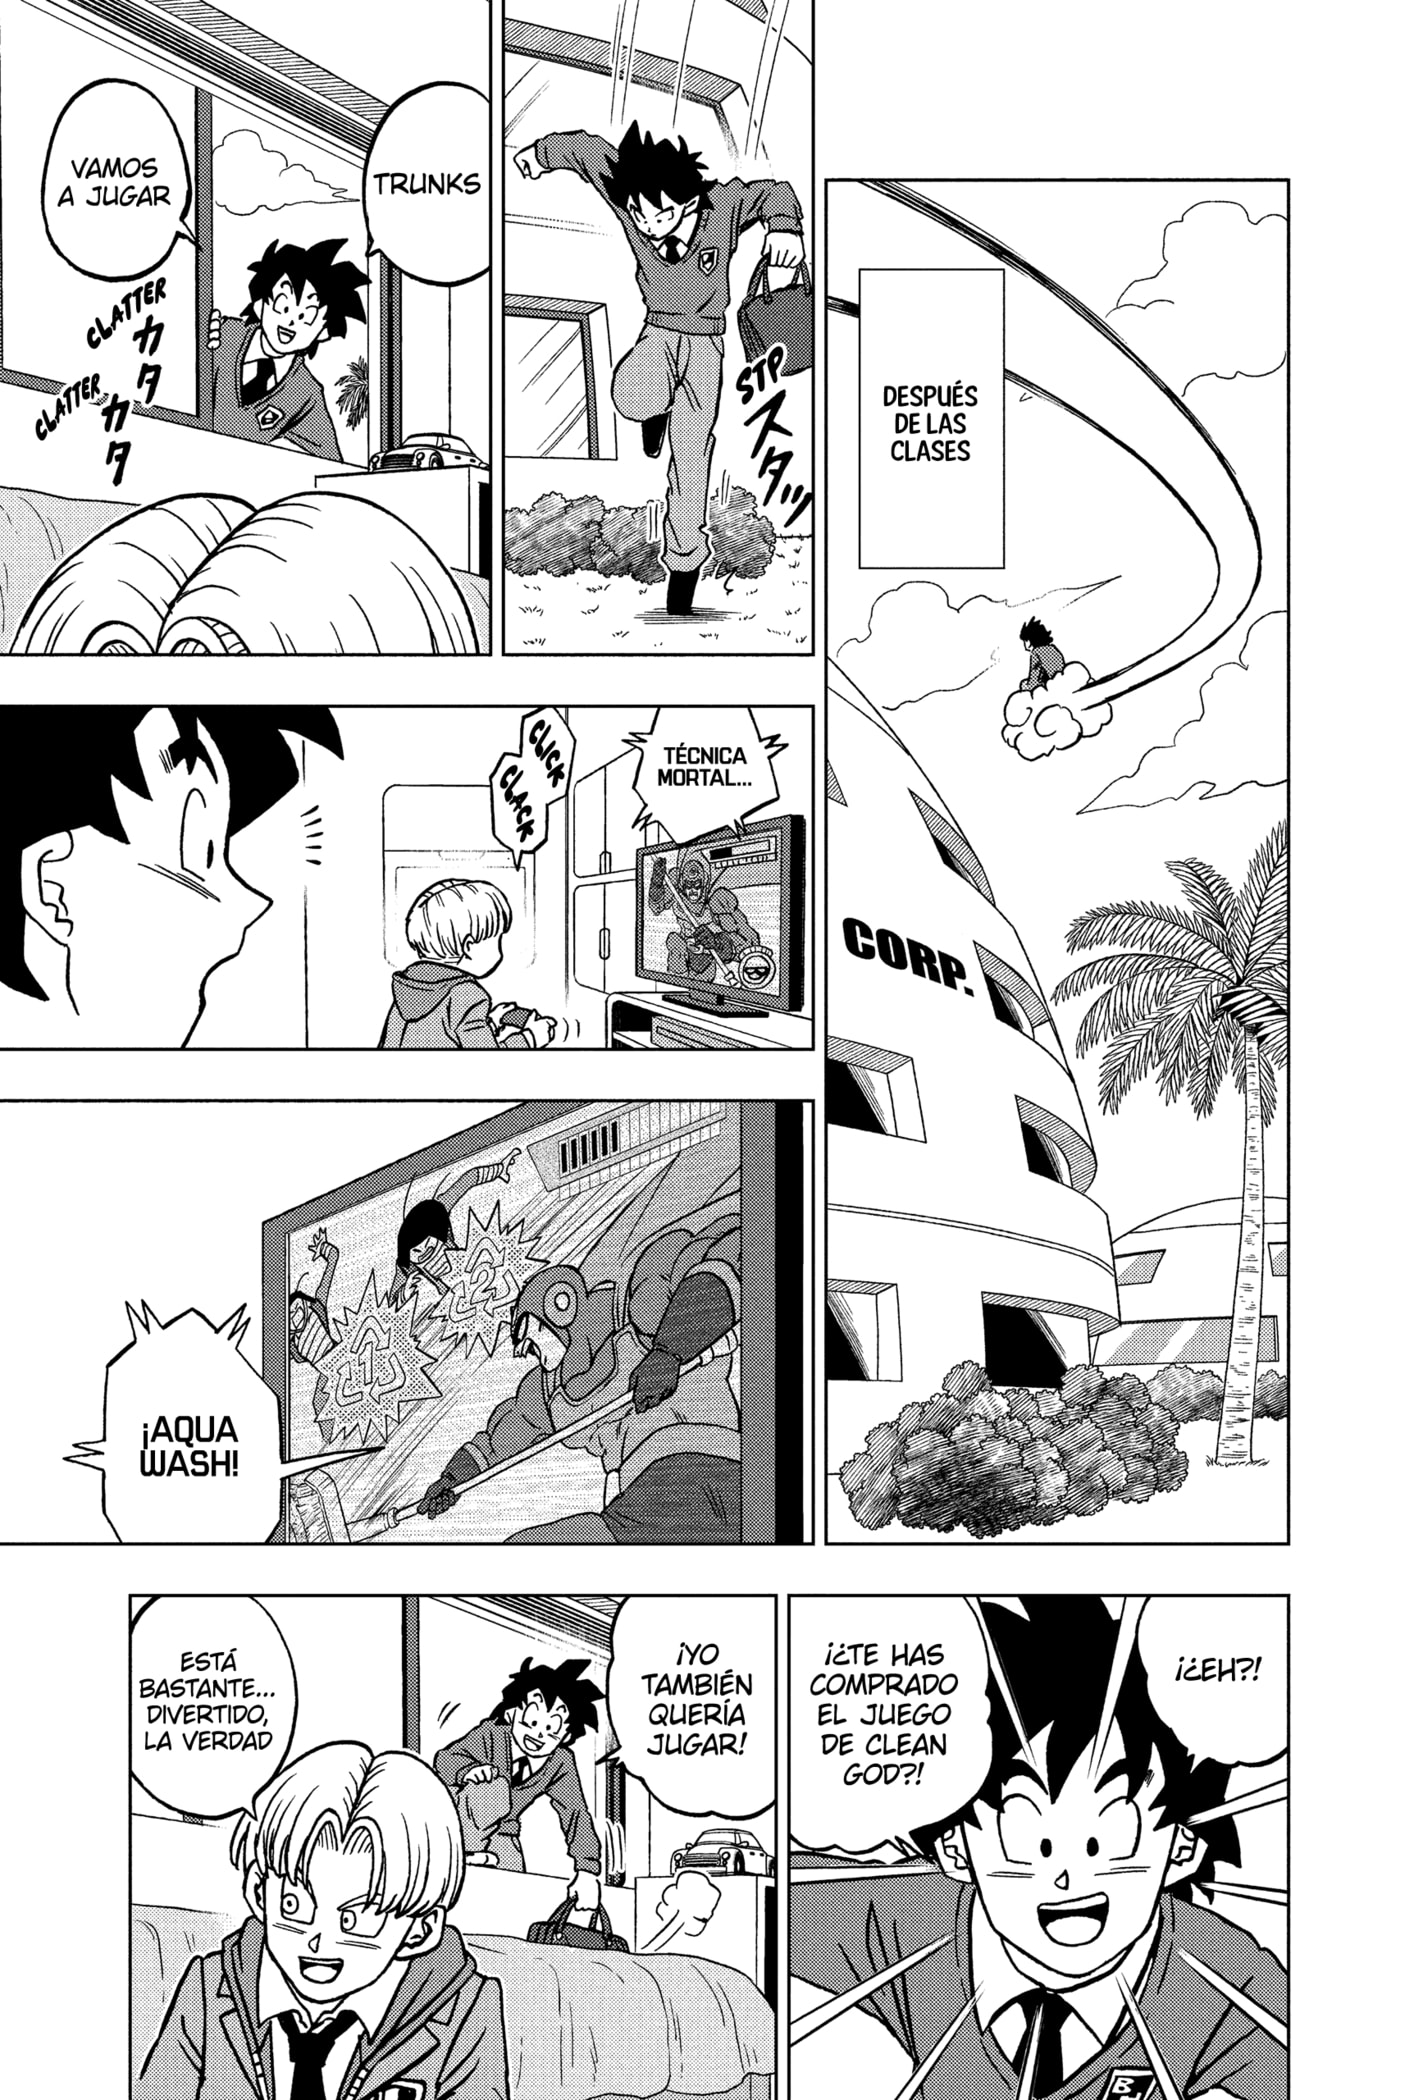 DESPUÉS
DE LAS
CLASES
CORP.
STP
スタッ
TRUNKS
VAMOS
A JUGAR
CLATTER
カタ
CLATTER
カタ
TÉCNICA
MORTAL...
CLICK
CLACK
2
1
¡AQUA
WASH!
¡¿EH?!
¡¿TE HAS
COMPRADO
EL JUEGO
DE CLEAN
GOD?!
¡YO
TAMBIÉN
QUERÍA
JUGAR!
ESTÁ
BASTANTE...
DIVERTIDO,
LA VERDAD